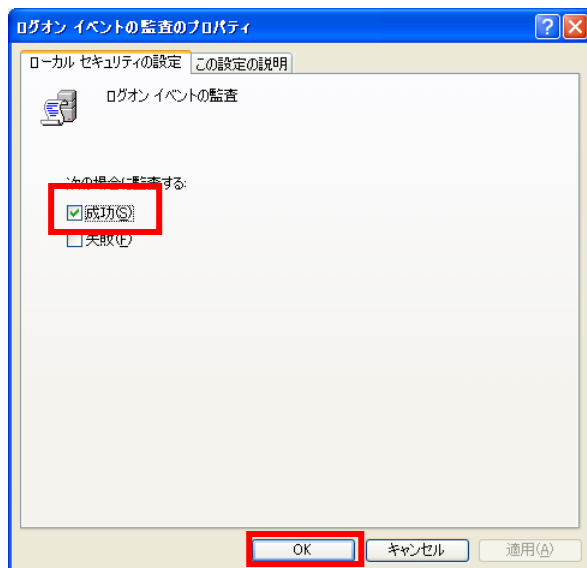 ログオン イベントの監査のプロパティ
ローカル セキュリティの設定 この設定の説明
ログオン イベントの監査
次の場合に監査する:
成功(S)
失敗(F)
OK キャンセル 適用(A)